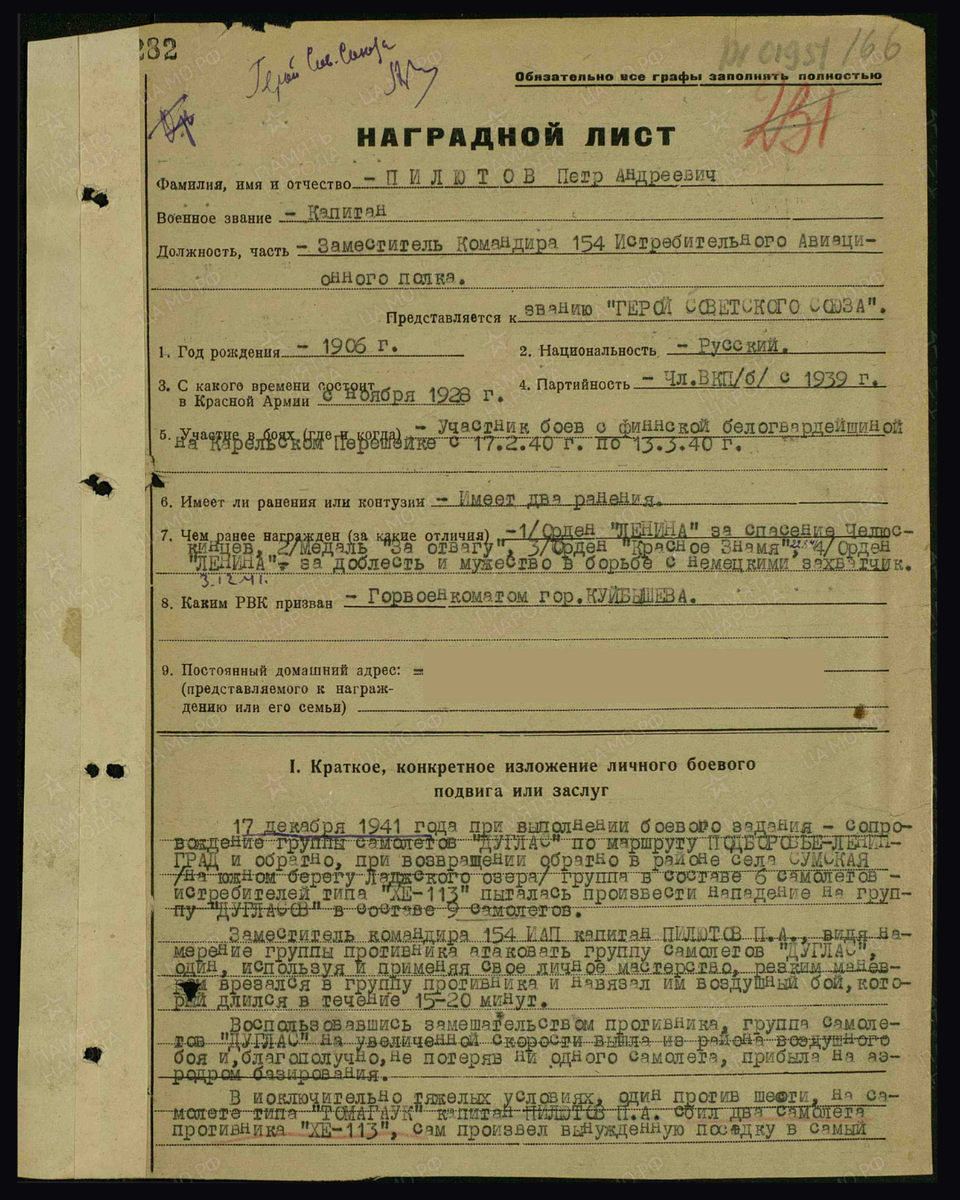 282
Герой Сов. Союза
166
Обязательно все графы заполнять полностью
231
НАГРАДНОЙ ЛИСТ
Фамилия, имя и отчество – ПИЛЮТОВ Петр Андреевич
Военное звание – Капитан
Должность, часть – Заместитель Командира 154 Истребительного Авиаци-
онного полка.
Представляется к званию "ГЕРОЙ СОВЕТСКОГО СОЮЗА".
1. Год рождения – 1906 г. 2. Национальность – Русский.
3. С какого времени состоит 4. Партийность – Чл.ВКП/б/ с 1939 г.
в Красной Армии с ноября 1928 г.
5. Участие в боях (где и когда) – Участник боев с финнской белогвардейщиной
на Карельском Перешейке с 17.2.40 г. по 13.3.40 г.
6. Имеет ли ранения или контузии – Имеет два ранения.
7. Чем ранее награжден (за какие отличия) –1/Орден "ЛЕНИНА" за спасение Челюс-
кинцев, 2/Медаль "За отвагу", 3/Орден "Красное Знамя", 4/Орден
"ЛЕНИНА"– за доблесть и мужество в борьбе с немецкими захватчик.
3.12.41.
8. Каким РВК призван – Горвоенкоматом гор.КУЙБЫШЕВА.
9. Постоянный домашний адрес: =
(представляемого к награж-
дению или его семьи)
I. Краткое, конкретное изложение личного боевого
подвига или заслуг
17 декабря 1941 года при выполнении боевого задания – сопро-
вождение группы самолетов "ДУГЛАС" по маршруту ПОДБОРОВЬЕ-ЛЕНИН-
ГРАД и обратно, при возвращении обратно в районе села СУМСКАЯ
/на южном берегу Ладжского озера/ группа в составе 6 самолетов –
истребителей типа "ХЕ-113" пыталась произвести нападение на груп-
пу "ДУГЛАСОВ" в составе 9 самолетов.
Заместитель командира 154 ИАП капитан ПИЛЮТОВ П.А., видя на-
мерение группы противника атаковать группу самолетов "ДУГЛАС",
один, используя и применяя свое личное мастерство, резким манев-
ром врезался в группу противника и навязал им воздушный бой,кото-
рый длился в течение 15-20 минут.
Воспользовавшись замешательством противника, группа самоле-
тов "ДУГЛАС" на увеличенной скорости вышла из района воздушного
боя и,благополучно,не потеряв ни одного самолета, прибыла на аэ-
родром базирования.
В иоключительно тяжелых условиях, один против шести, на са-
молете типа "ТОМАГАУК" капитан ПИЛЮТОВ П.А. сбил два самолета
противника "ХЕ-113", сам произвел вынужденную посадку в самый